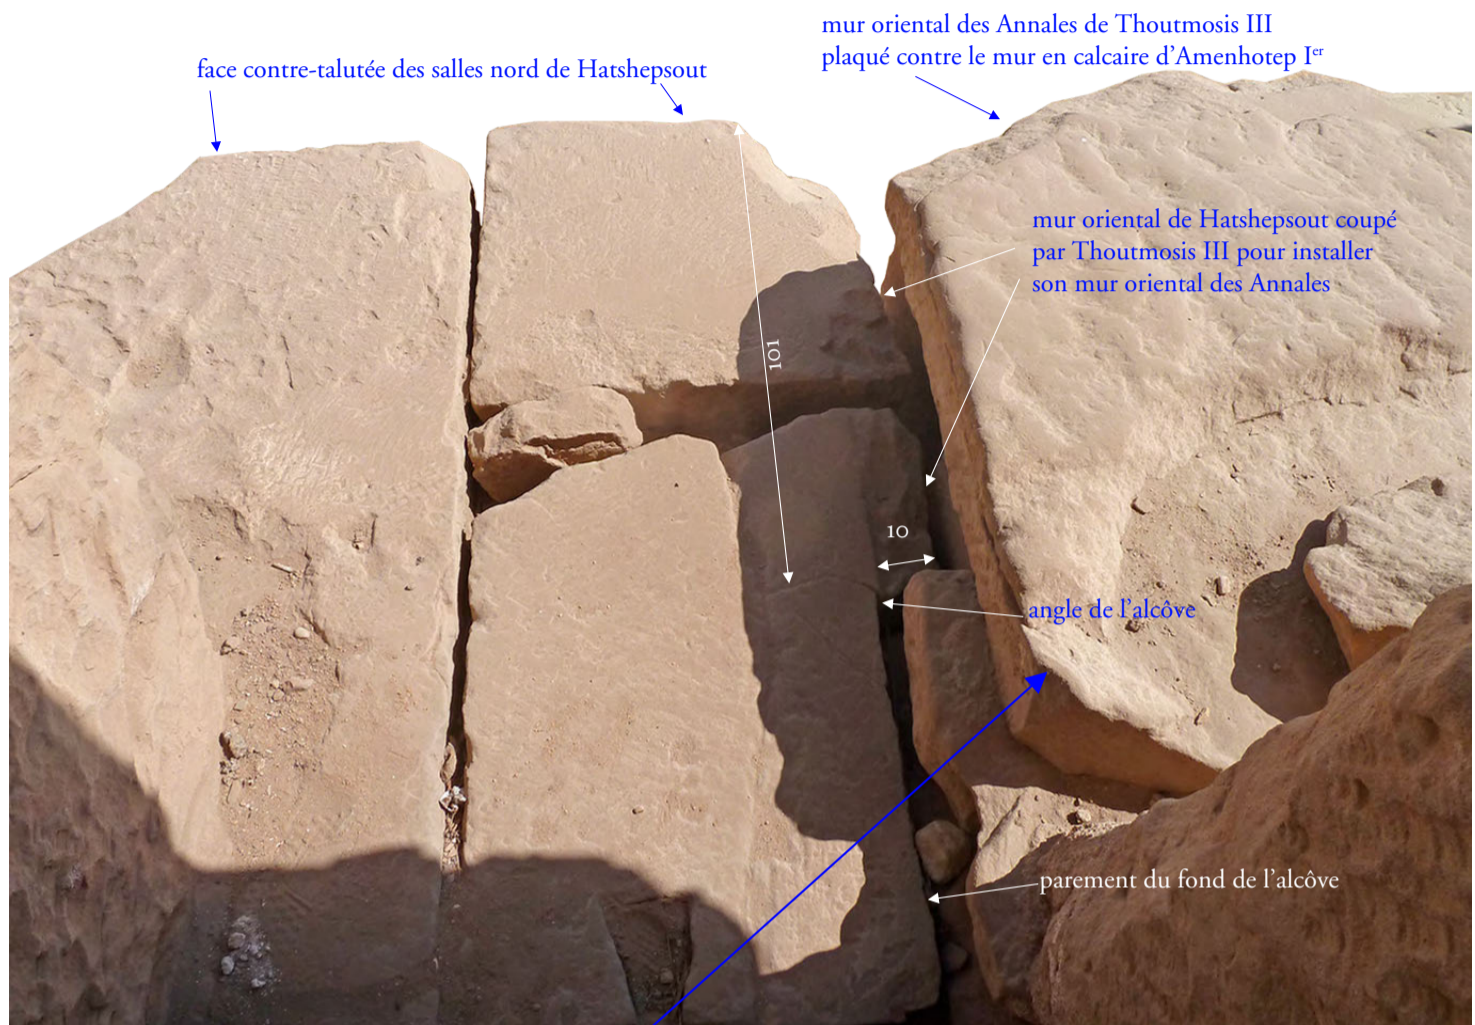 mur oriental des Annales de Thoutmosis III
plaqué contre le mur en calcaire d'Amenhotep Iᵉʳ
face contre-talutée des salles nord de Hatshepsout
mur oriental de Hatshepsout coupé
par Thoutmosis III pour installer
son mur oriental des Annales
101
10
angle de l'alcôve
parement du fond de l'alcôve